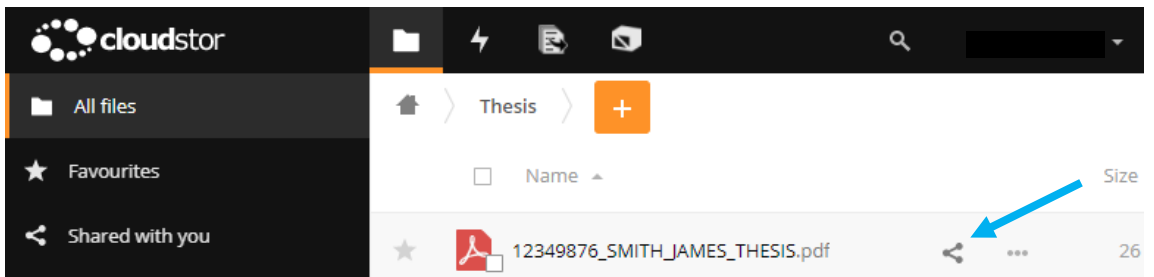 cloudstor
All files
Favourites
Shared with you
Thesis
+
Name
Size
12349876_SMITH_JAMES_THESIS.pdf
26